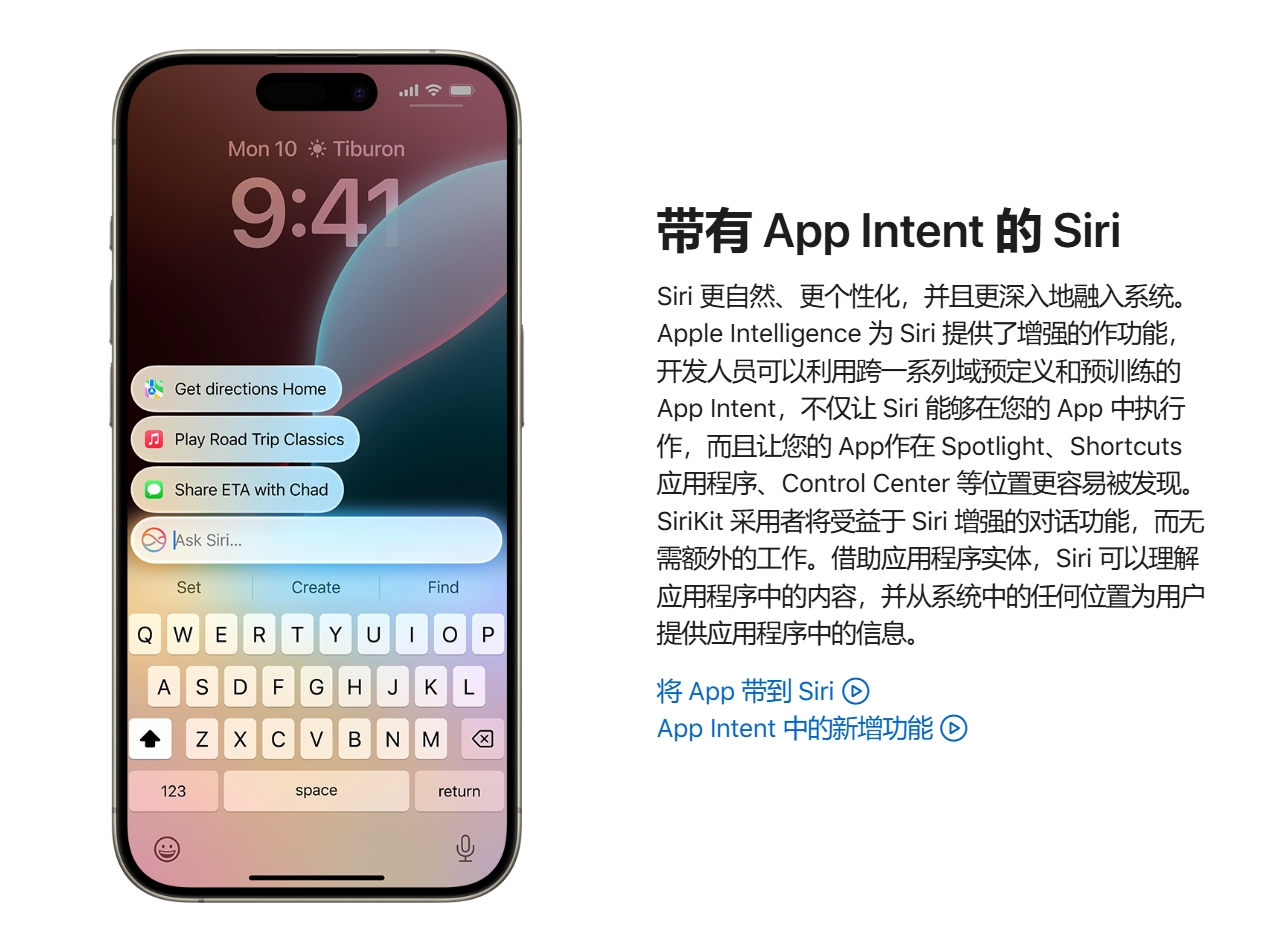 Mon 10 Tiburon
9:41
Get directions Home
Play Road Trip Classics
Share ETA with Chad
Ask Siri...
Set Create Find
Q W E R T Y U I O P
A S D F G H J K L
Z X C V B N M
123 space return
带有 App Intent 的 Siri
Siri 更自然、更个性化，并且更深入地融入系统。
Apple Intelligence 为 Siri 提供了增强的作功能，
开发人员可以利用跨一系列域预定义和预训练的
App Intent，不仅让 Siri 能够在您的 App 中执行
作，而且让您的 App作在 Spotlight、Shortcuts
应用程序、Control Center 等位置更容易被发现。
SiriKit 采用者将受益于 Siri 增强的对话功能，而无
需额外的工作。借助应用程序实体，Siri 可以理解
应用程序中的内容，并从系统中的任何位置为用户
提供应用程序中的信息。
将 App 带到 Siri
App Intent 中的新增功能